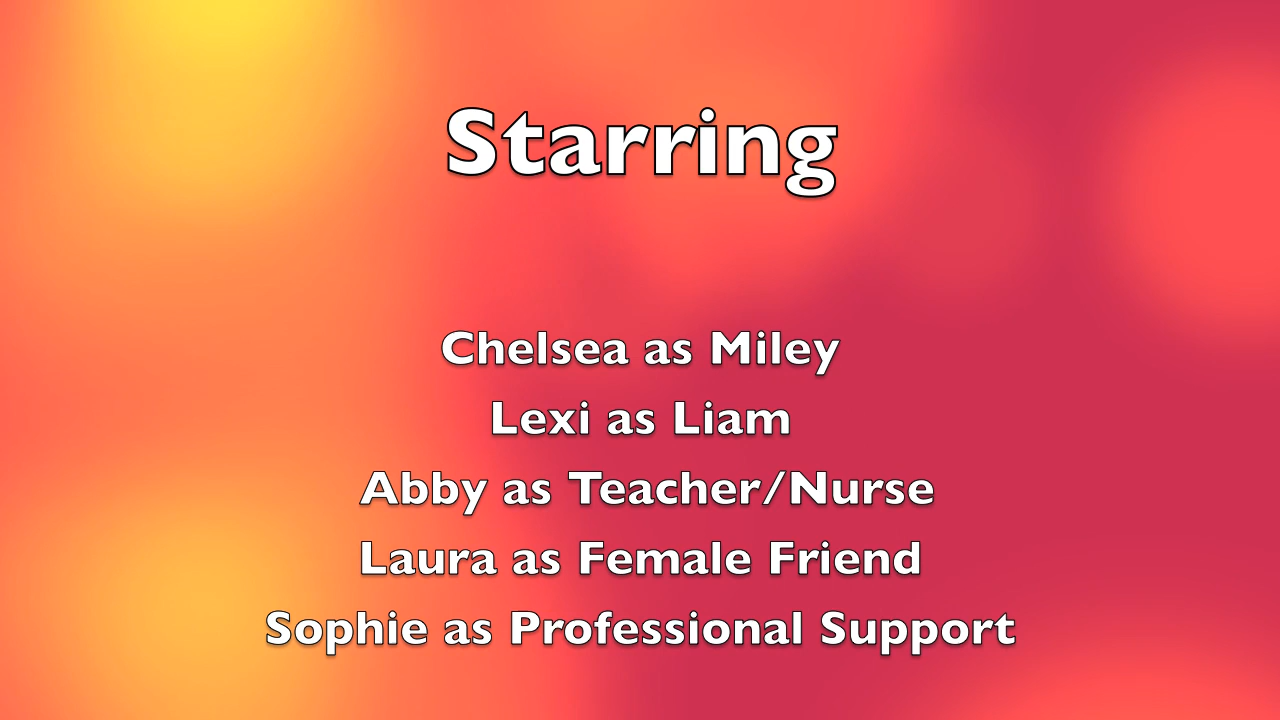 Starring
Chelsea as Miley
Lexi as Liam
Abby as Teacher/Nurse
Laura as Female Friend
Sophie as Professional Support